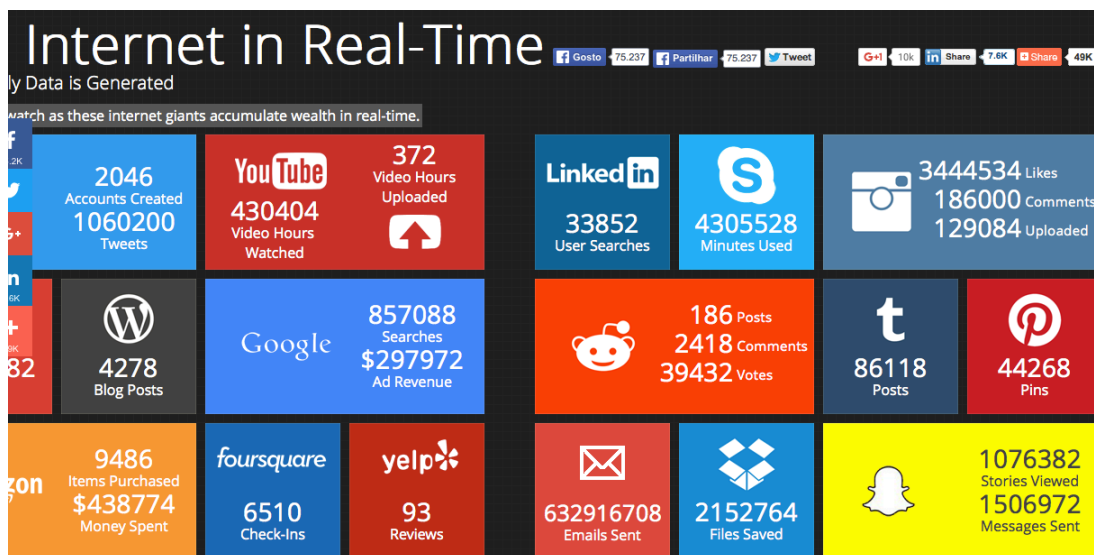 Internet in Real-Time
Gosto 75.237 Partilhar 75.237 Tweet G+1 10k in Share 7.6K Share 49K
ly Data is Generated
watch as these internet giants accumulate wealth in real-time.
f
.2K
G+
in
.6K
+
9K
2046
Accounts Created
1060200
Tweets
YouTube
430404
Video Hours
Watched
372
Video Hours
Uploaded
Linked in
33852
User Searches
S
4305528
Minutes Used
3444534 Likes
186000 Comments
129084 Uploaded
82
W
4278
Blog Posts
Google
857088
Searches
$297972
Ad Revenue
186 Posts
2418 Comments
39432 Votes
t
86118
Posts
44268
Pins
zon
9486
Items Purchased
$438774
Money Spent
foursquare
6510
Check-Ins
yelp
93
Reviews
632916708
Emails Sent
2152764
Files Saved
1076382
Stories Viewed
1506972
Messages Sent